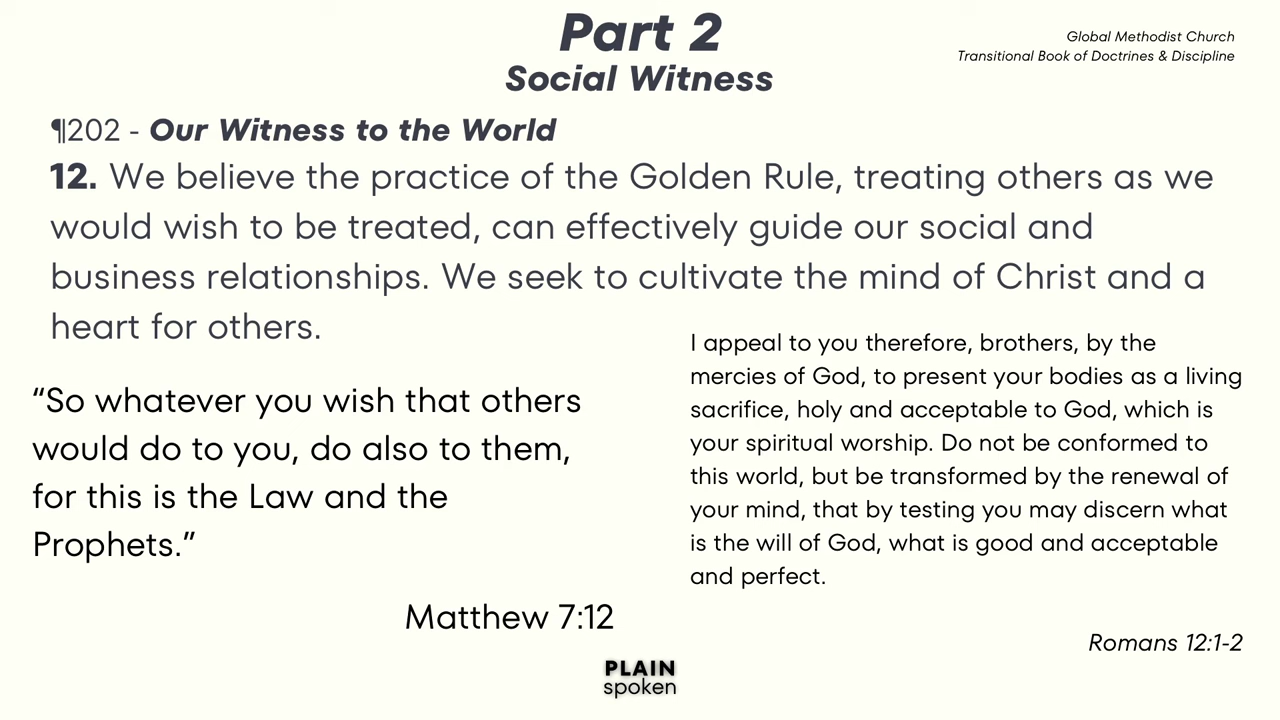 Part 2
Social Witness
Global Methodist Church
Transitional Book of Doctrines & Discipline
¶202 - Our Witness to the World
12. We believe the practice of the Golden Rule, treating others as we
would wish to be treated, can effectively guide our social and
business relationships. We seek to cultivate the mind of Christ and a
heart for others.
“So whatever you wish that others
would do to you, do also to them,
for this is the Law and the
Prophets.”
Matthew 7:12
I appeal to you therefore, brothers, by the
mercies of God, to present your bodies as a living
sacrifice, holy and acceptable to God, which is
your spiritual worship. Do not be conformed to
this world, but be transformed by the renewal of
your mind, that by testing you may discern what
is the will of God, what is good and acceptable
and perfect.
Romans 12:1-2
PLAIN
spoken